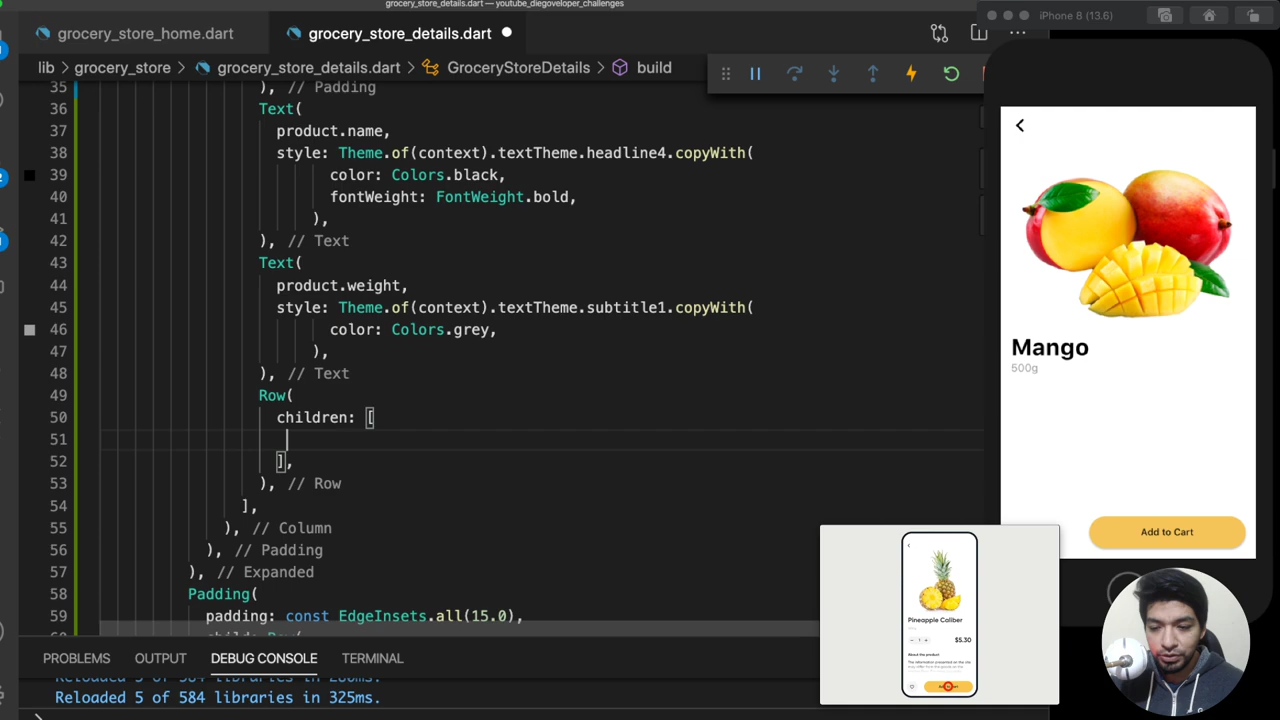 grocery_store_details.dart — youtube_diegoveloper_challenges
iPhone 8 (13.6)
grocery_store_home.dart
grocery_store_details.dart
lib > grocery_store > grocery_store_details.dart > GroceryStoreDetails > build
35 ), // Padding
36 Text(
37 product.name,
38 style: Theme.of(context).textTheme.headline4.copyWith(
39 color: Colors.black,
40 fontWeight: FontWeight.bold,
41 ),
42 ), // Text
43 Text(
44 product.weight,
45 style: Theme.of(context).textTheme.subtitle1.copyWith(
46 color: Colors.grey,
47 ),
48 ), // Text
49 Row(
50 children: [
51
52 ],
53 ), // Row
54 ],
55 ), // Column
56 ), // Padding
57 ), // Expanded
58 Padding(
59 padding: const EdgeInsets.all(15.0),
Mango
500g
Add to Cart
Pineapple Caliber
1
$5.30
About the product
PROBLEMS OUTPUT DEBUG CONSOLE TERMINAL
Reloaded 5 of 584 libraries in 325ms.